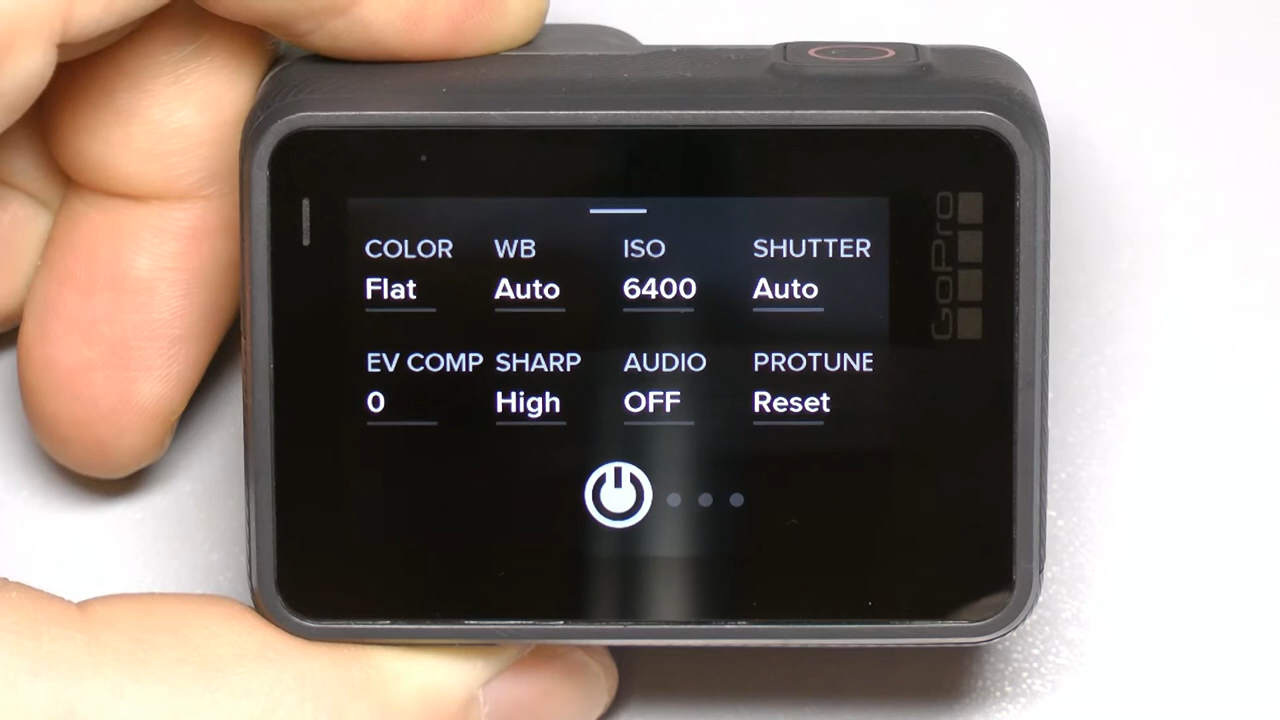 COLOR WB ISO SHUTTER
Flat Auto 6400 Auto
EV COMP SHARP AUDIO PROTUNE
0 High OFF Reset
GoPro